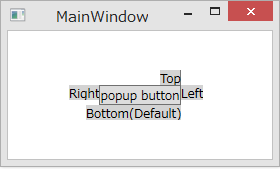 MainWindow
Top
Right popup button Left
Bottom(Default)